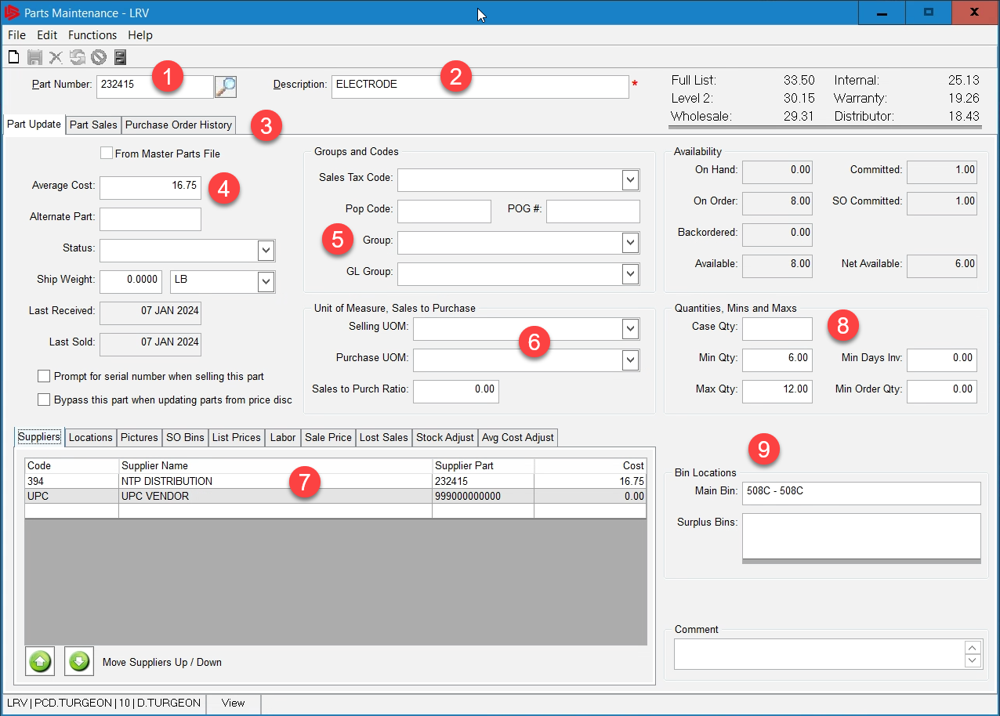 Parts Maintenance - LRV
File Edit Functions Help
Part Number: 232415 1 Description: ELECTRODE 2 *
Full List: 33.50 Internal: 25.13
Level 2: 30.15 Warranty: 19.26
Wholesale: 29.31 Distributor: 18.43
Part Update Part Sales Purchase Order History 3
From Master Parts File
Average Cost: 16.75 4
Alternate Part:
Status:
Ship Weight: 0.0000 LB
Last Received: 07 JAN 2024
Last Sold: 07 JAN 2024
Prompt for serial number when selling this part
Bypass this part when updating parts from price disc
Groups and Codes
Sales Tax Code:
Pop Code: POG #:
5 Group:
GL Group:
Unit of Measure, Sales to Purchase
Selling UOM:
6
Purchase UOM:
Sales to Purch Ratio: 0.00
Availability
On Hand: 0.00 Committed: 1.00
On Order: 8.00 SO Committed: 1.00
Backordered: 0.00
Available: 8.00 Net Available: 6.00
Quantities, Mins and Maxs
Case Qty: 8
Min Qty: 6.00 Min Days Inv: 0.00
Max Qty: 12.00 Min Order Qty: 0.00
Suppliers Locations Pictures SO Bins List Prices Labor Sale Price Lost Sales Stock Adjust Avg Cost Adjust
Code Supplier Name Supplier Part Cost
394 NTP DISTRIBUTION 7 232415 16.75
UPC UPC VENDOR 999000000000 0.00
Move Suppliers Up / Down
9
Bin Locations
Main Bin: 508C - 508C
Surplus Bins:
Comment
LRV | PCD.TURGEON | 10 | D.TURGEON View